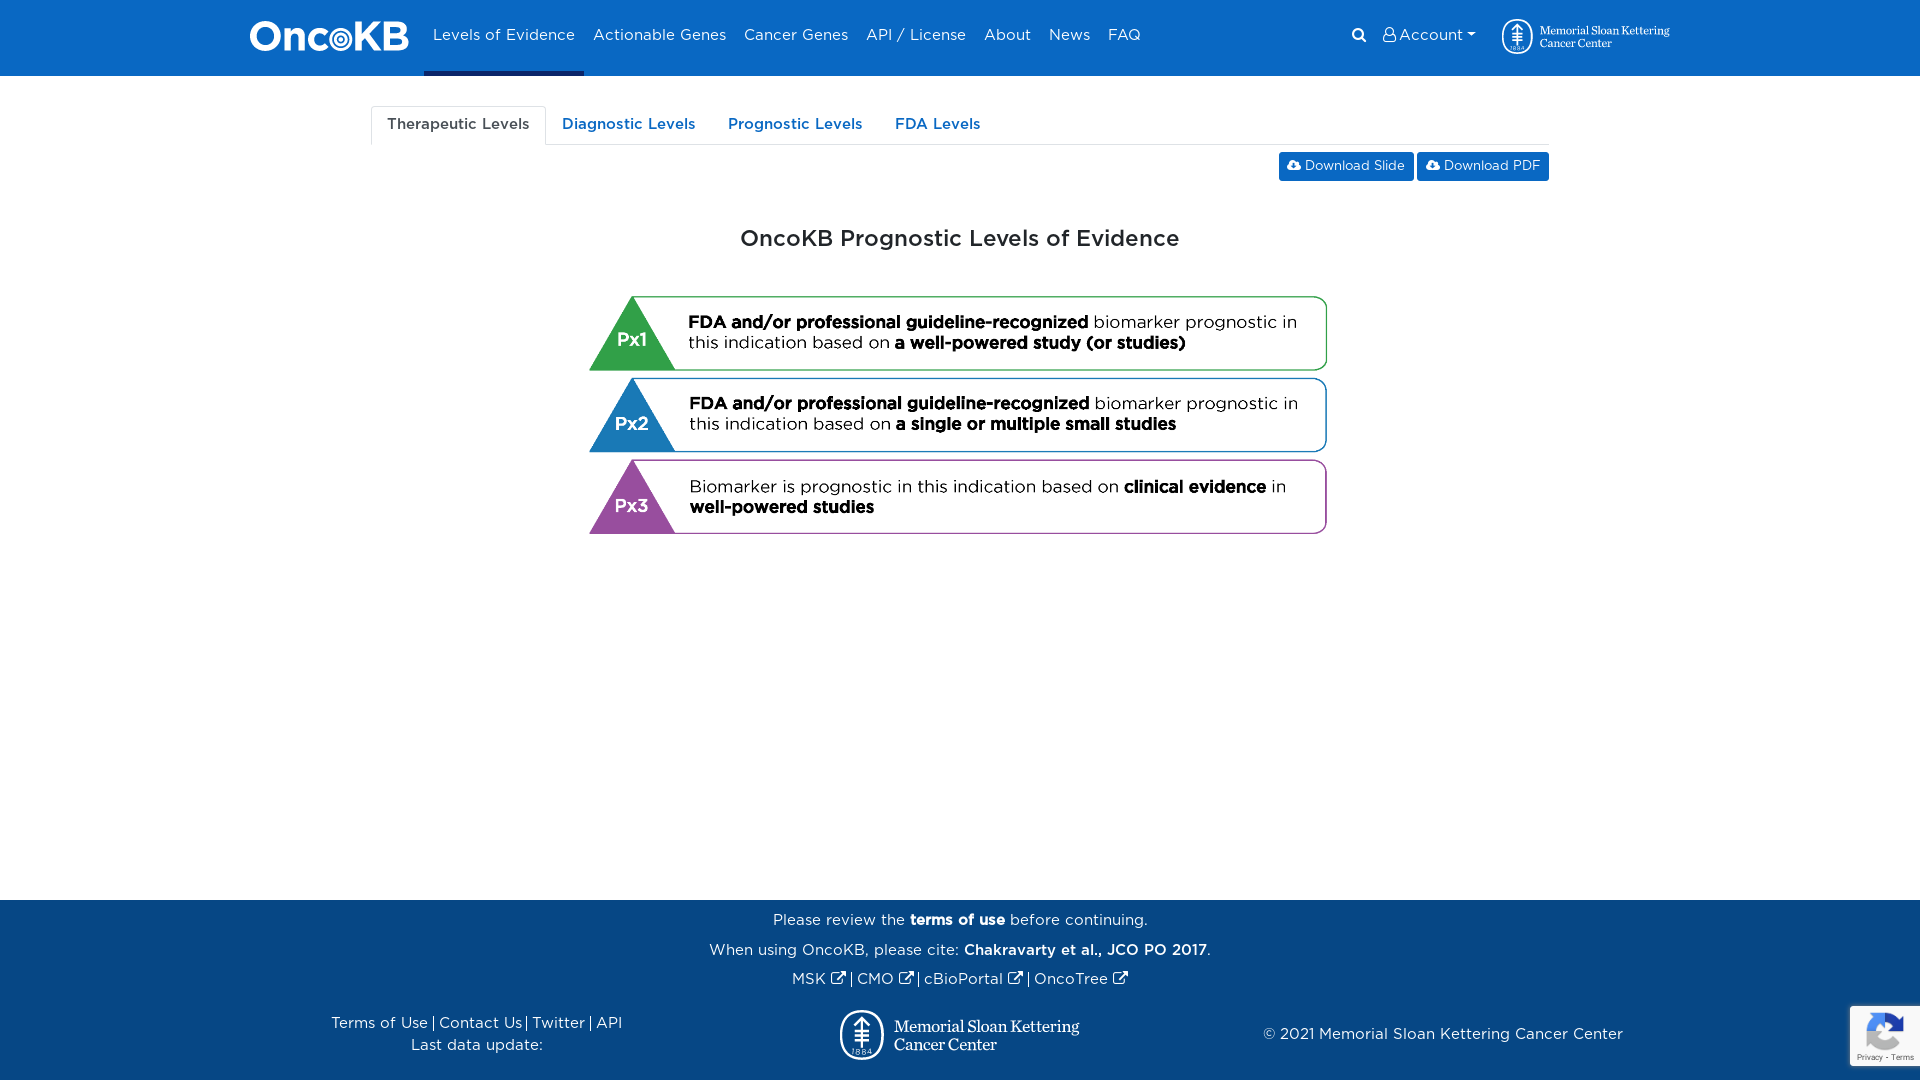 OncoKB Levels of Evidence Actionable Genes Cancer Genes API / License About News FAQ Account Memorial Sloan Kettering
Cancer Center
1884
Therapeutic Levels Diagnostic Levels Prognostic Levels FDA Levels
Download Slide Download PDF
OncoKB Prognostic Levels of Evidence
Px1 FDA and/or professional guideline-recognized biomarker prognostic in
this indication based on a well-powered study (or studies)
Px2 FDA and/or professional guideline-recognized biomarker prognostic in
this indication based on a single or multiple small studies
Px3 Biomarker is prognostic in this indication based on clinical evidence in
well-powered studies
Please review the terms of use before continuing.
When using OncoKB, please cite: Chakravarty et al., JCO PO 2017.
MSK | CMO | cBioPortal | OncoTree
Terms of Use | Contact Us | Twitter | API
Last data update:
Memorial Sloan Kettering
Cancer Center
1884
© 2021 Memorial Sloan Kettering Cancer Center
Privacy - Terms